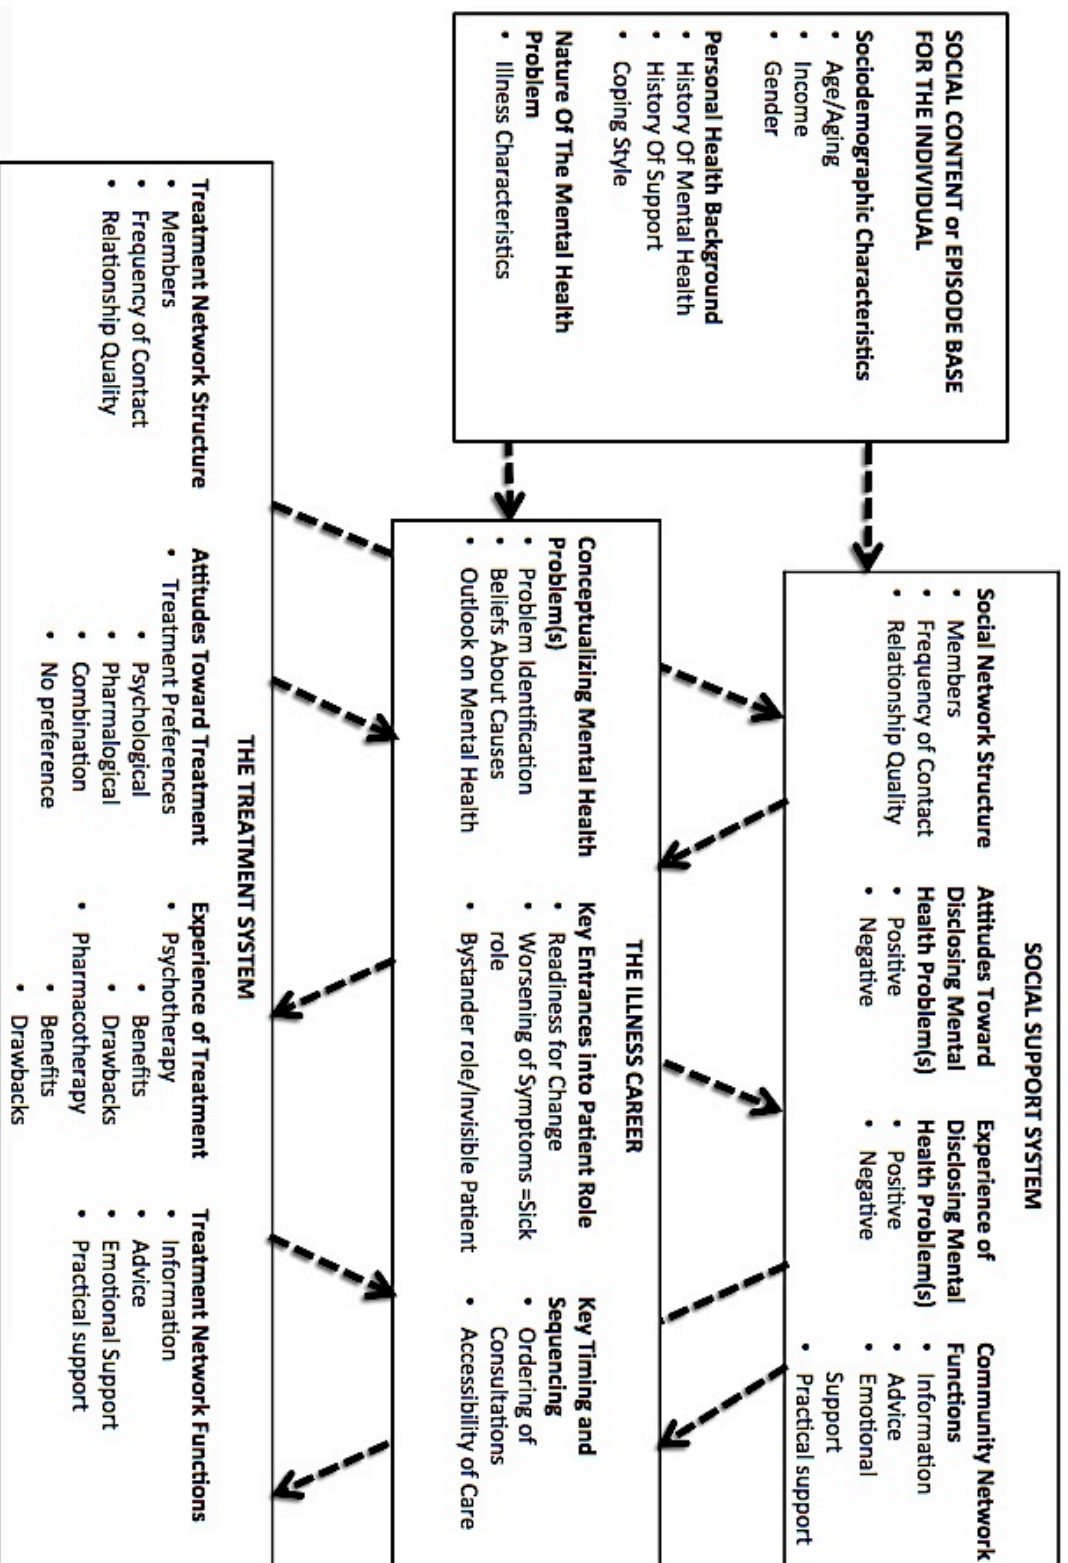 SOCIAL CONTENT or EPISODE BASE
FOR THE INDIVIDUAL
Sociodemographic Characteristics
• Age/Aging
• Income
• Gender
Personal Health Background
• History Of Mental Health
• History Of Support
• Coping Style
Nature Of The Mental Health
Problem
• Illness Characteristics
SOCIAL SUPPORT SYSTEM
Social Network Structure
• Members
• Frequency of Contact
• Relationship Quality
Attitudes Toward
Disclosing Mental
Health Problem(s)
• Positive
• Negative
Experience of
Disclosing Mental
Health Problem(s)
• Positive
• Negative
Community Network
Functions
• Information
• Advice
• Emotional
Support
• Practical support
THE ILLNESS CAREER
Conceptualizing Mental Health
Problem(s)
• Problem Identification
• Beliefs About Causes
• Outlook on Mental Health
Key Entrances into Patient Role
• Readiness for Change
• Worsening of Symptoms =Sick
role
• Bystander role/Invisible Patient
Key Timing and
Sequencing
• Ordering of
Consultations
• Accessibility of Care
THE TREATMENT SYSTEM
Treatment Network Structure
• Members
• Frequency of Contact
• Relationship Quality
Attitudes Toward Treatment
• Treatment Preferences
• Psychological
• Pharmalogical
• Combination
• No preference
Experience of Treatment
• Psychotherapy
• Benefits
• Drawbacks
• Pharmacotherapy
• Benefits
• Drawbacks
Treatment Network Functions
• Information
• Advice
• Emotional Support
• Practical support